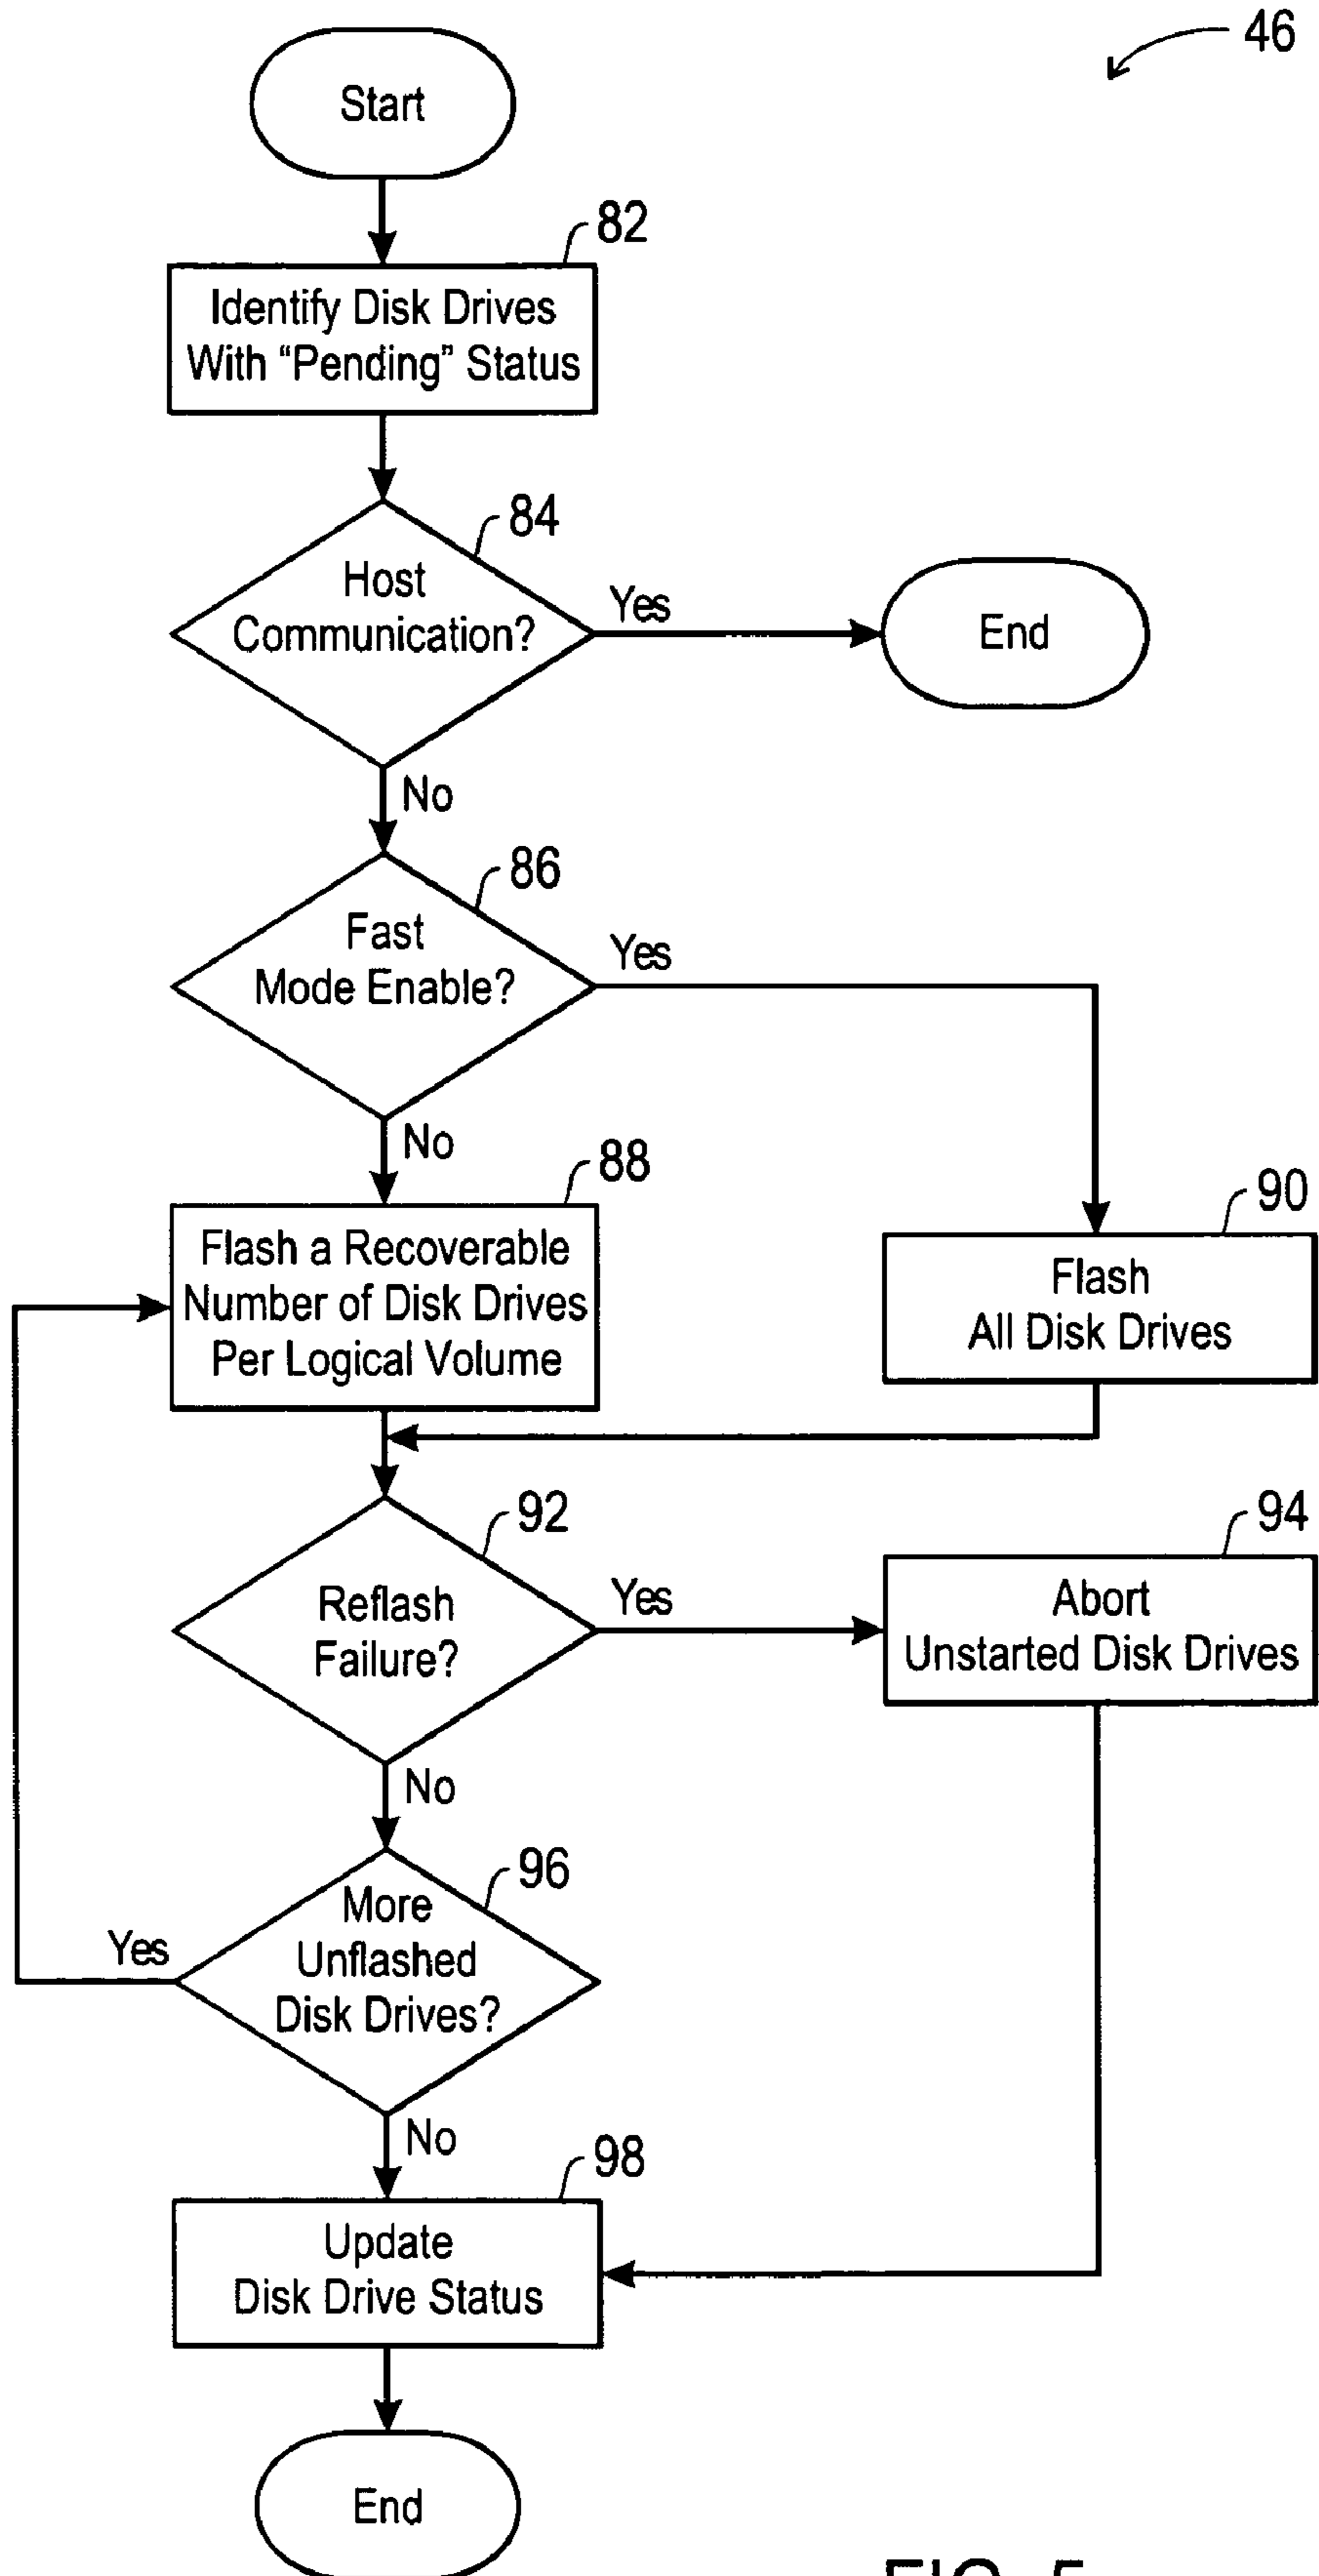 46
Start
82
Identify Disk Drives
With “Pending” Status
84
Host
Communication?
Yes
End
No
86
Fast
Mode Enable?
Yes
No
88
Flash a Recoverable
Number of Disk Drives
Per Logical Volume
90
Flash
All Disk Drives
92
Reflash
Failure?
Yes
94
Abort
Unstarted Disk Drives
No
96
More
Unflashed
Disk Drives?
Yes
No
98
Update
Disk Drive Status
End
FIG. 5